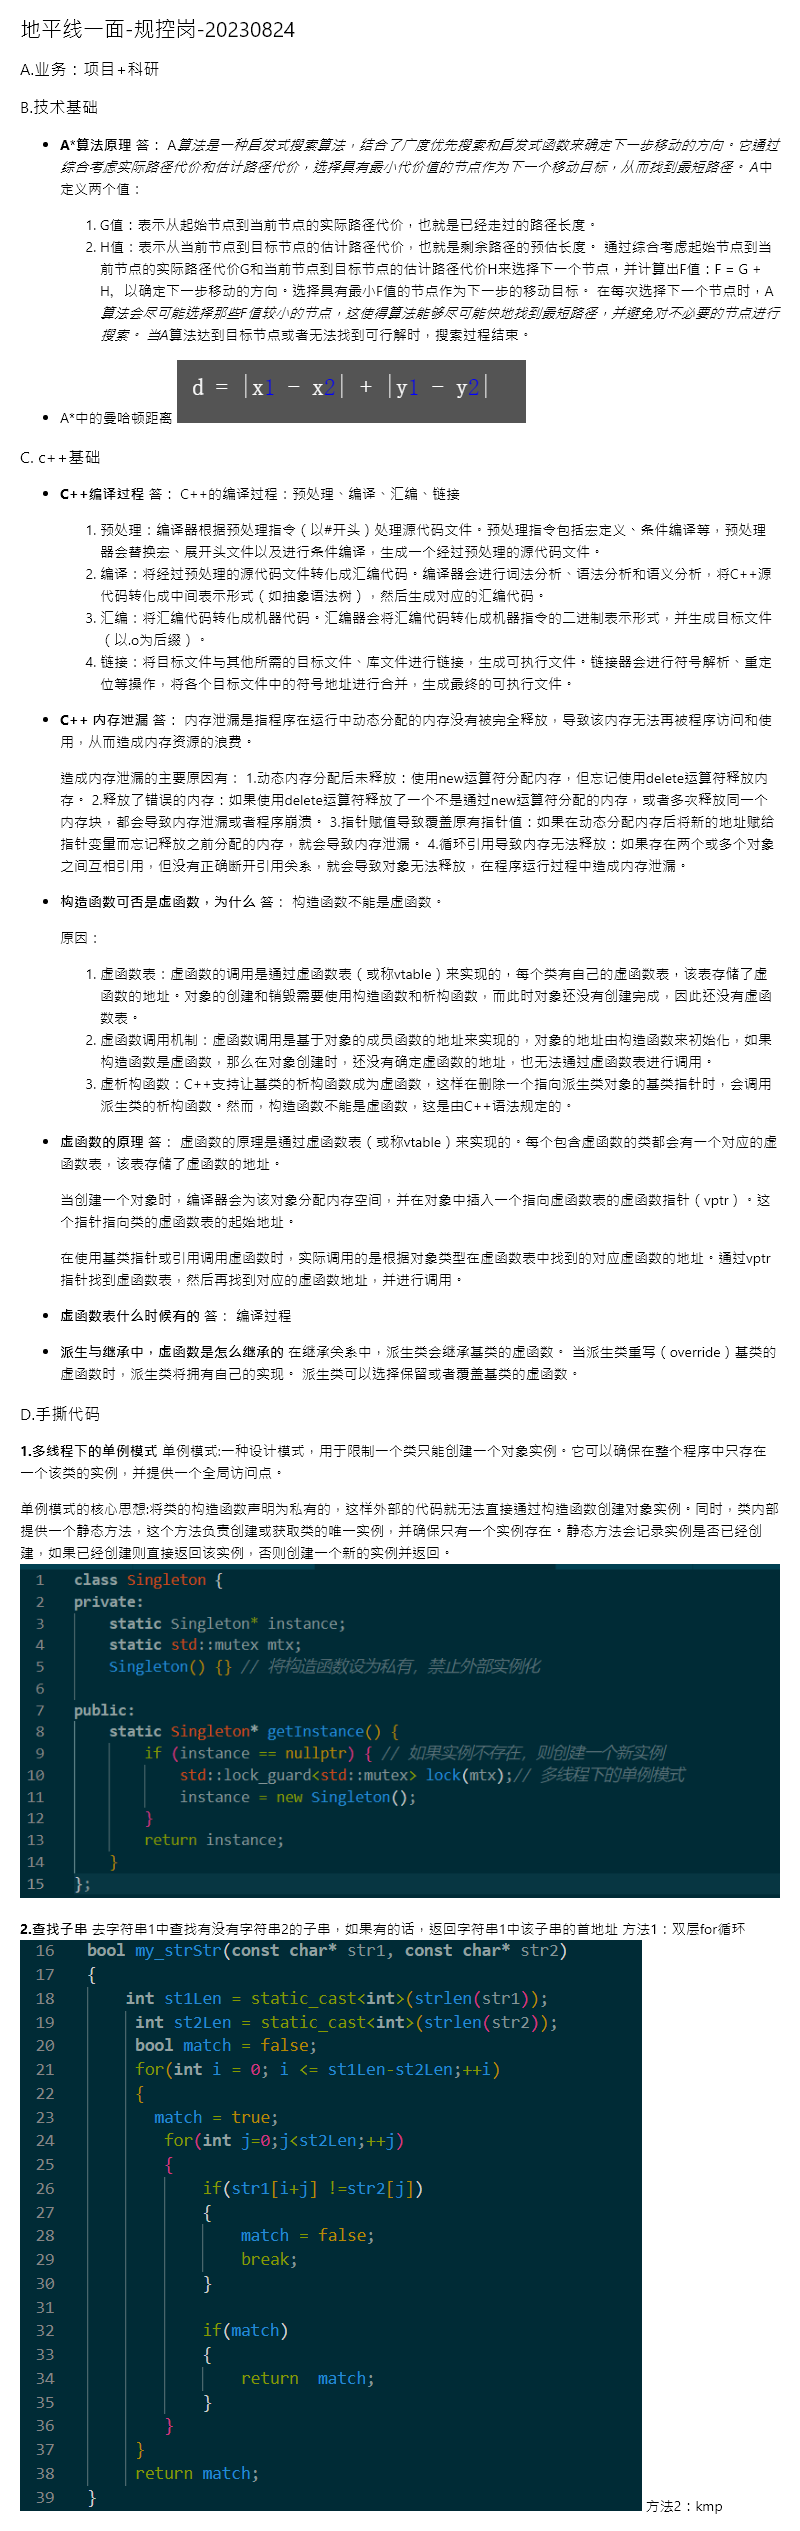 地平线一面-规控岗-20230824
A.业务：项目+科研
B.技术基础
A*算法原理 答： A算法是一种启发式搜索算法，结合了广度优先搜索和启发式函数来确定下一步移动的方向。它通过
综合考虑实际路径代价和估计路径代价，选择具有最小代价值的节点作为下一个移动目标，从而找到最短路径。 A中
定义两个值：
1. G值：表示从起始节点到当前节点的实际路径代价，也就是已经走过的路径长度。
2. H值：表示从当前节点到目标节点的估计路径代价，也就是剩余路径的预估长度。 通过综合考虑起始节点到当
前节点的实际路径代价G和当前节点到目标节点的估计路径代价H来选择下一个节点，并计算出F值：F = G +
H，以确定下一步移动的方向。选择具有最小F值的节点作为下一步的移动目标。 在每次选择下一个节点时，A
算法会尽可能选择那些F值较小的节点，这使得算法能够尽可能快地找到最短路径，并避免对不必要的节点进行
搜索。 当A算法达到目标节点或者无法找到可行解时，搜索过程结束。
A*中的曼哈顿距离 d = |x1 - x2| + |y1 - y2|
C. c++基础
C++编译过程 答： C++的编译过程：预处理、编译、汇编、链接
1. 预处理：编译器根据预处理指令（以#开头）处理源代码文件。预处理指令包括宏定义、条件编译等，预处理
器会替换宏、展开头文件以及进行条件编译，生成一个经过预处理的源代码文件。
2. 编译：将经过预处理的源代码文件转化成汇编代码。编译器会进行词法分析、语法分析和语义分析，将C++源
代码转化成中间表示形式（如抽象语法树），然后生成对应的汇编代码。
3. 汇编：将汇编代码转化成机器代码。汇编器会将汇编代码转化成机器指令的二进制表示形式，并生成目标文件
（以.o为后缀）。
4. 链接：将目标文件与其他所需的目标文件、库文件进行链接，生成可执行文件。链接器会进行符号解析、重定
位等操作，将各个目标文件中的符号地址进行合并，生成最终的可执行文件。
C++ 内存泄漏 答： 内存泄漏是指程序在运行中动态分配的内存没有被完全释放，导致该内存无法再被程序访问和使
用，从而造成内存资源的浪费。
造成内存泄漏的主要原因有： 1.动态内存分配后未释放：使用new运算符分配内存，但忘记使用delete运算符释放内
存。 2.释放了错误的内存：如果使用delete运算符释放了一个不是通过new运算符分配的内存，或者多次释放同一个
内存块，都会导致内存泄漏或者程序崩溃。 3.指针赋值导致覆盖原有指针值：如果在动态分配内存后将新的地址赋给
指针变量而忘记释放之前分配的内存，就会导致内存泄漏。 4.循环引用导致内存无法释放：如果存在两个或多个对象
之间互相引用，但没有正确断开引用关系，就会导致对象无法释放，在程序运行过程中造成内存泄漏。
构造函数可否是虚函数，为什么 答： 构造函数不能是虚函数。
原因：
1. 虚函数表：虚函数的调用是通过虚函数表（或称vtable）来实现的，每个类有自己的虚函数表，该表存储了虚
函数的地址。对象的创建和销毁需要使用构造函数和析构函数，而此时对象还没有创建完成，因此还没有虚函
数表。
2. 虚函数调用机制：虚函数调用是基于对象的成员函数的地址来实现的，对象的地址由构造函数来初始化，如果
构造函数是虚函数，那么在对象创建时，还没有确定虚函数的地址，也无法通过虚函数表进行调用。
3. 虚析构函数：C++支持让基类的析构函数成为虚函数，这样在删除一个指向派生类对象的基类指针时，会调用
派生类的析构函数。然而，构造函数不能是虚函数，这是由C++语法规定的。
虚函数的原理 答： 虚函数的原理是通过虚函数表（或称vtable）来实现的。每个包含虚函数的类都会有一个对应的虚
函数表，该表存储了虚函数的地址。
当创建一个对象时，编译器会为该对象分配内存空间，并在对象中插入一个指向虚函数表的虚函数指针（vptr）。这
个指针指向类的虚函数表的起始地址。
在使用基类指针或引用调用虚函数时，实际调用的是根据对象类型在虚函数表中找到的对应虚函数的地址。通过vptr
指针找到虚函数表，然后再找到对应的虚函数地址，并进行调用。
虚函数表什么时候有的 答： 编译过程
派生与继承中，虚函数是怎么继承的 在继承关系中，派生类会继承基类的虚函数。 当派生类重写（override）基类的
虚函数时，派生类将拥有自己的实现。 派生类可以选择保留或者覆盖基类的虚函数。
D.手撕代码
1.多线程下的单例模式 单例模式:一种设计模式，用于限制一个类只能创建一个对象实例。它可以确保在整个程序中只存在
一个该类的实例，并提供一个全局访问点。
单例模式的核心思想:将类的构造函数声明为私有的，这样外部的代码就无法直接通过构造函数创建对象实例。同时，类内部
提供一个静态方法，这个方法负责创建或获取类的唯一实例，并确保只有一个实例存在。静态方法会记录实例是否已经创
建，如果已经创建则直接返回该实例，否则创建一个新的实例并返回。
1 class Singleton {
2 private:
3 static Singleton* instance;
4 static std::mutex mtx;
5 Singleton() {} // 将构造函数设为私有，禁止外部实例化
6
7 public:
8 static Singleton* getInstance() {
9 if (instance == nullptr) { // 如果实例不存在，则创建一个新实例
10 std::lock_guard<std::mutex> lock(mtx);// 多线程下的单例模式
11 instance = new Singleton();
12 }
13 return instance;
14 }
15 };
2.查找子串 去字符串1中查找有没有字符串2的子串，如果有的话，返回字符串1中该子串的首地址 方法1：双层for循环
16 bool my_strStr(const char* str1, const char* str2)
17 {
18 int st1Len = static_cast<int>(strlen(str1));
19 int st2Len = static_cast<int>(strlen(str2));
20 bool match = false;
21 for(int i = 0; i <= st1Len-st2Len;++i)
22 {
23 match = true;
24 for(int j=0;j<st2Len;++j)
25 {
26 if(str1[i+j] !=str2[j])
27 {
28 match = false;
29 break;
30 }
31
32 if(match)
33 {
34 return  match;
35 }
36 }
37 }
38 return match;
39 }
方法2：kmp